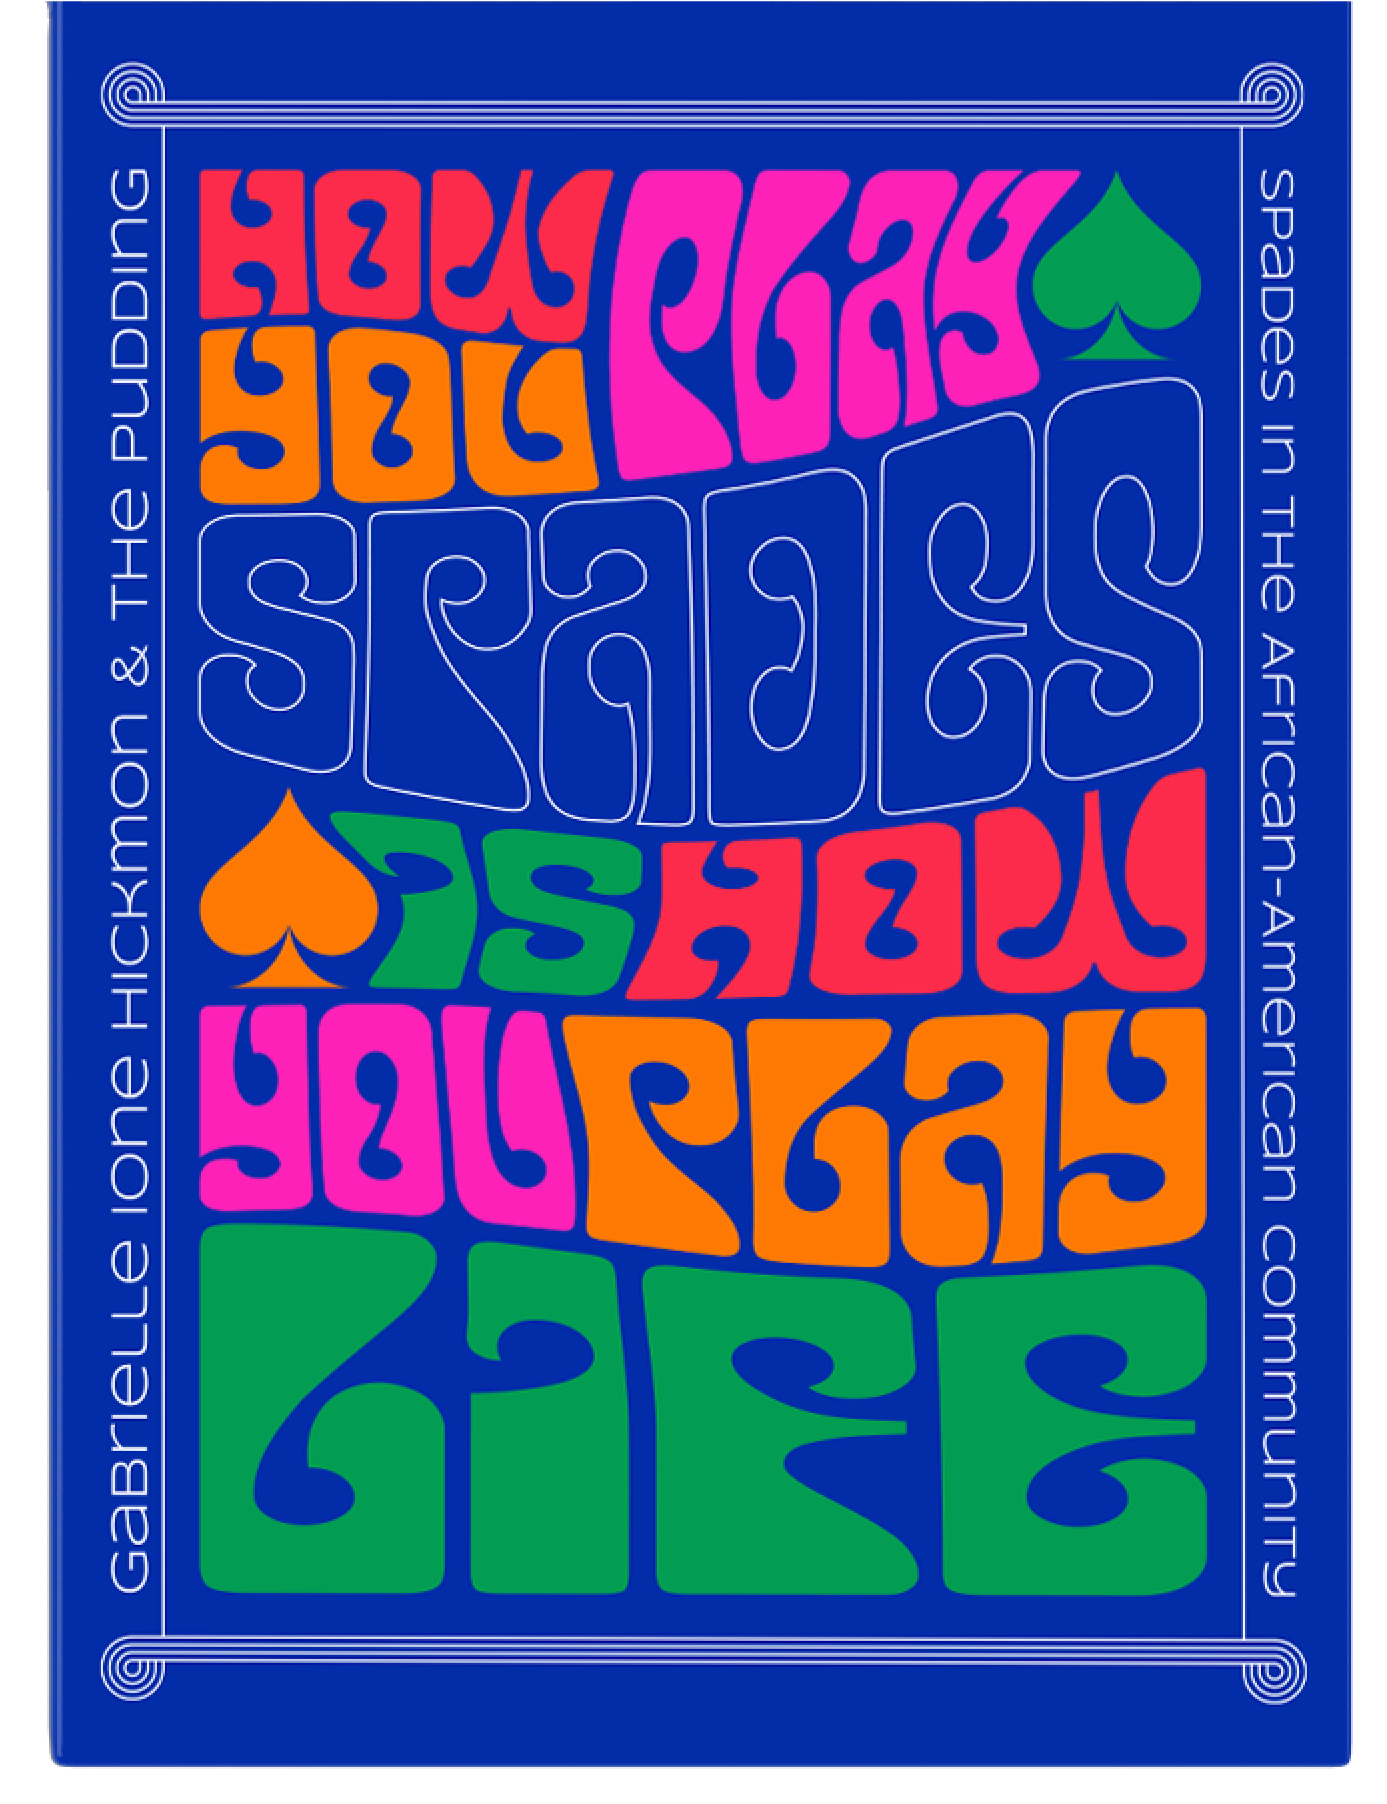 HOW PLAY
YOU
SPADES
IS HOW
YOU PLAY
LIFE
GABRIELLE IONE HICKMON & THE PUDDING
SPADES IN THE AFRICAN-AMERICAN COMMUNITY